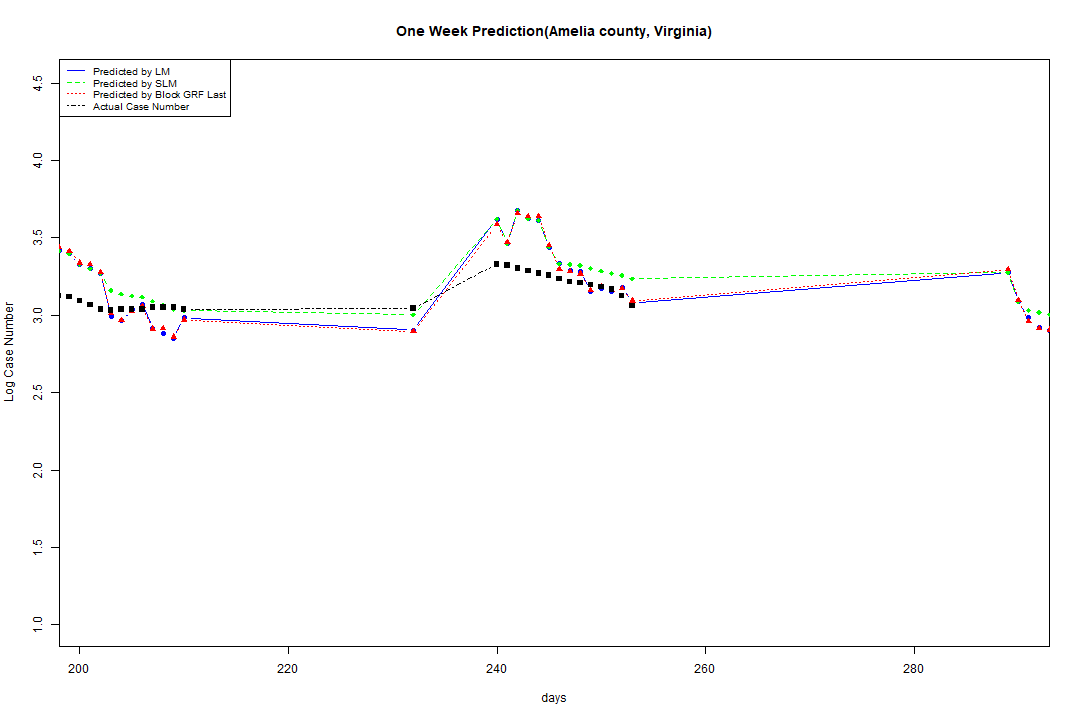 One Week Prediction(Amelia county, Virginia)
Predicted by LM
Predicted by SLM
Predicted by Block GRF Last
Actual Case Number
4.5
4.0
3.5
3.0
2.5
2.0
1.5
1.0
Log Case Number
200 220 240 260 280
days